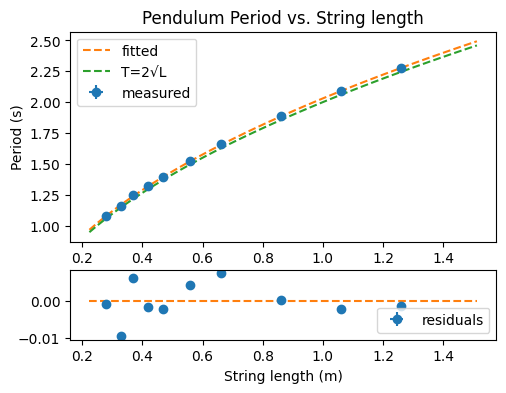 Pendulum Period vs. String length
fitted
T=2√L
measured
Period (s)
2.50
2.25
2.00
1.75
1.50
1.25
1.00
0.2 0.4 0.6 0.8 1.0 1.2 1.4
0.00
−0.01
residuals
0.2 0.4 0.6 0.8 1.0 1.2 1.4
String length (m)